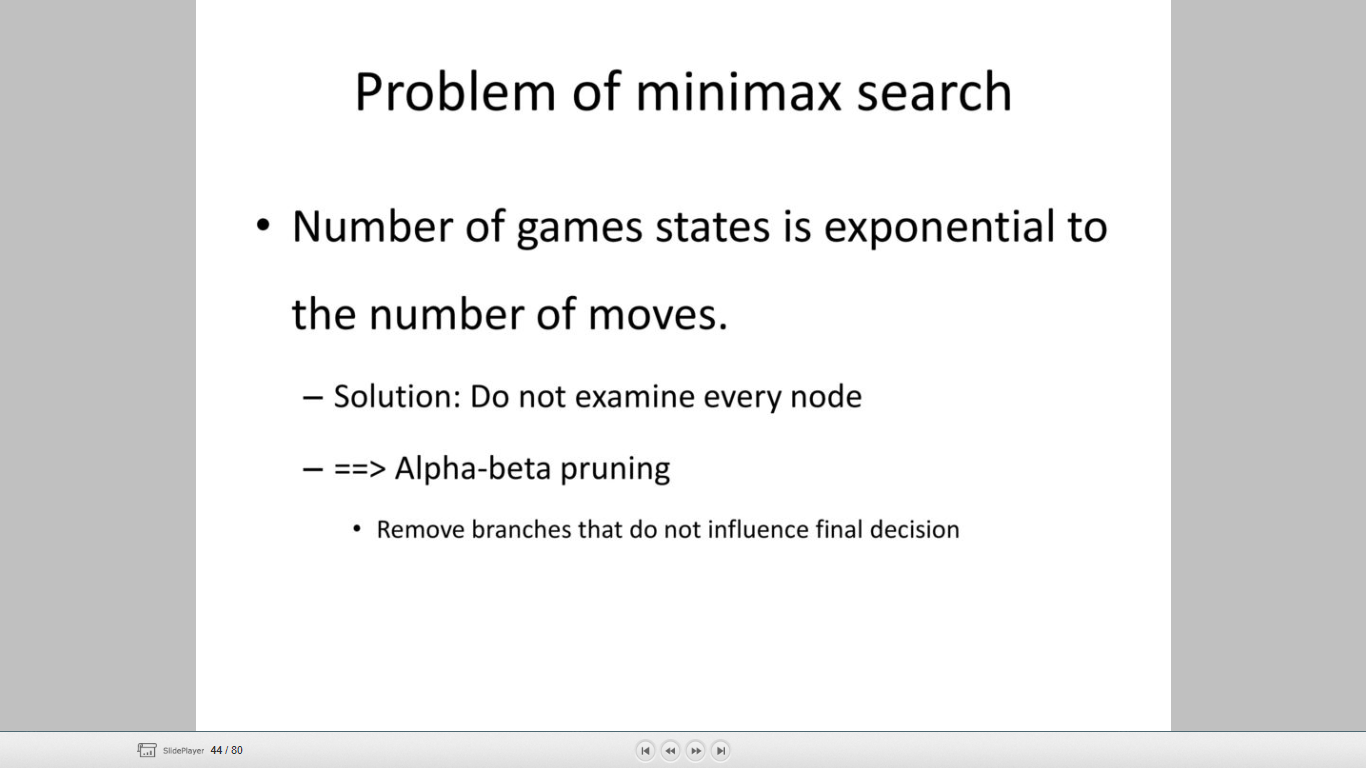 Problem of minimax search
• Number of games states is exponential to
the number of moves.
– Solution: Do not examine every node
– ==> Alpha-beta pruning
• Remove branches that do not influence final decision
SlidePlayer 44 / 80